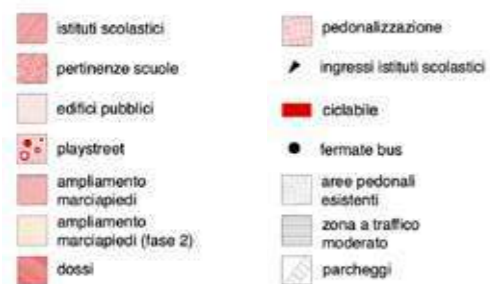 istituti scolastici
pertinenze scuole
edifici pubblici
playstreet
ampliamento
marciapiedi
ampliamento
marciapiedi (fase 2)
dossi
pedonalizzazione
ingressi istituti scolastici
ciclabile
fermate bus
aree pedonali
esistenti
zona a traffico
moderato
parcheggi